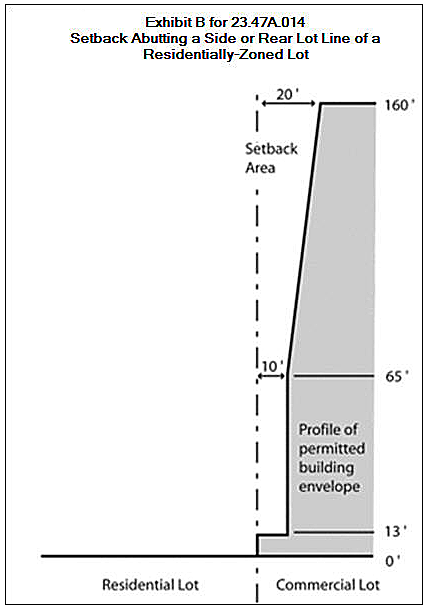 Exhibit B for 23.47A.014
Setback Abutting a Side or Rear Lot Line of a
Residentially-Zoned Lot
20'
160'
Setback
Area
10'
65'
Profile of
permitted
building
envelope
13'
0'
Residential Lot
Commercial Lot